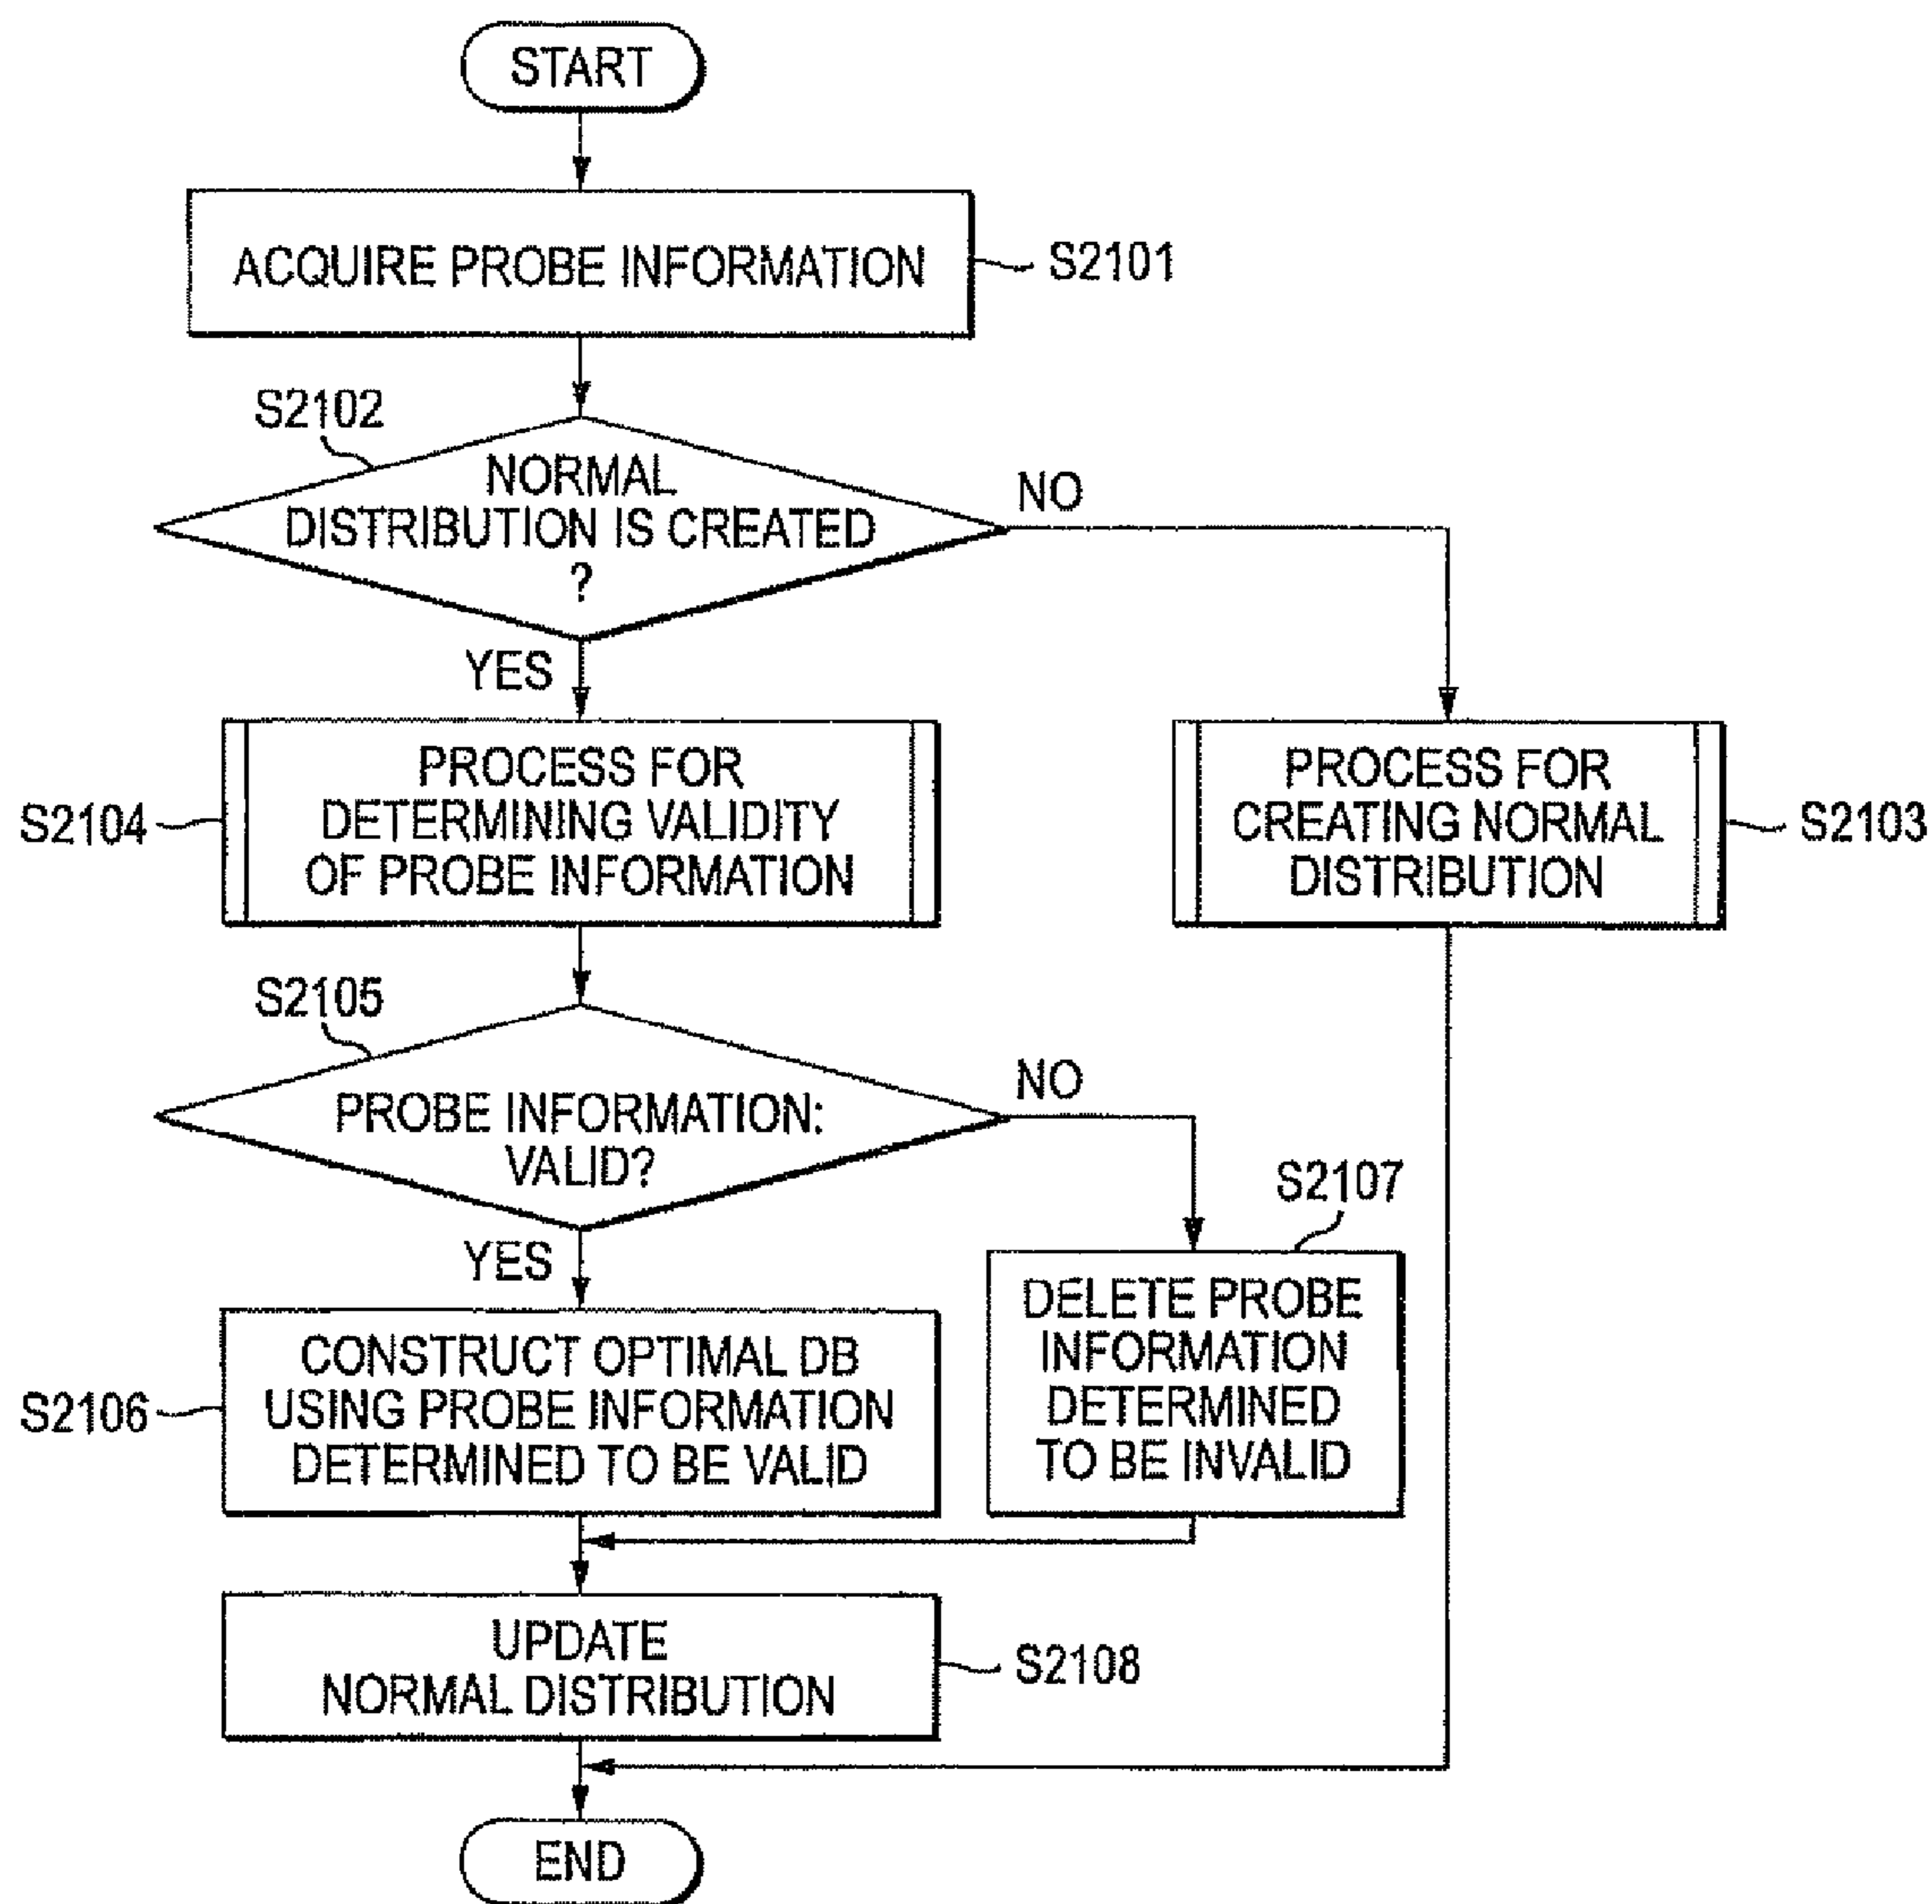 START
ACQUIRE PROBE INFORMATION
S2101
S2102
NORMAL
DISTRIBUTION IS CREATED
?
NO
YES
S2104
PROCESS FOR
DETERMINING VALIDITY
OF PROBE INFORMATION
PROCESS FOR
CREATING NORMAL
DISTRIBUTION
S2103
S2105
PROBE INFORMATION:
VALID?
NO
YES
S2107
DELETE PROBE
INFORMATION
DETERMINED
TO BE INVALID
S2106
CONSTRUCT OPTIMAL DB
USING PROBE INFORMATION
DETERMINED TO BE VALID
UPDATE
NORMAL DISTRIBUTION
S2108
END